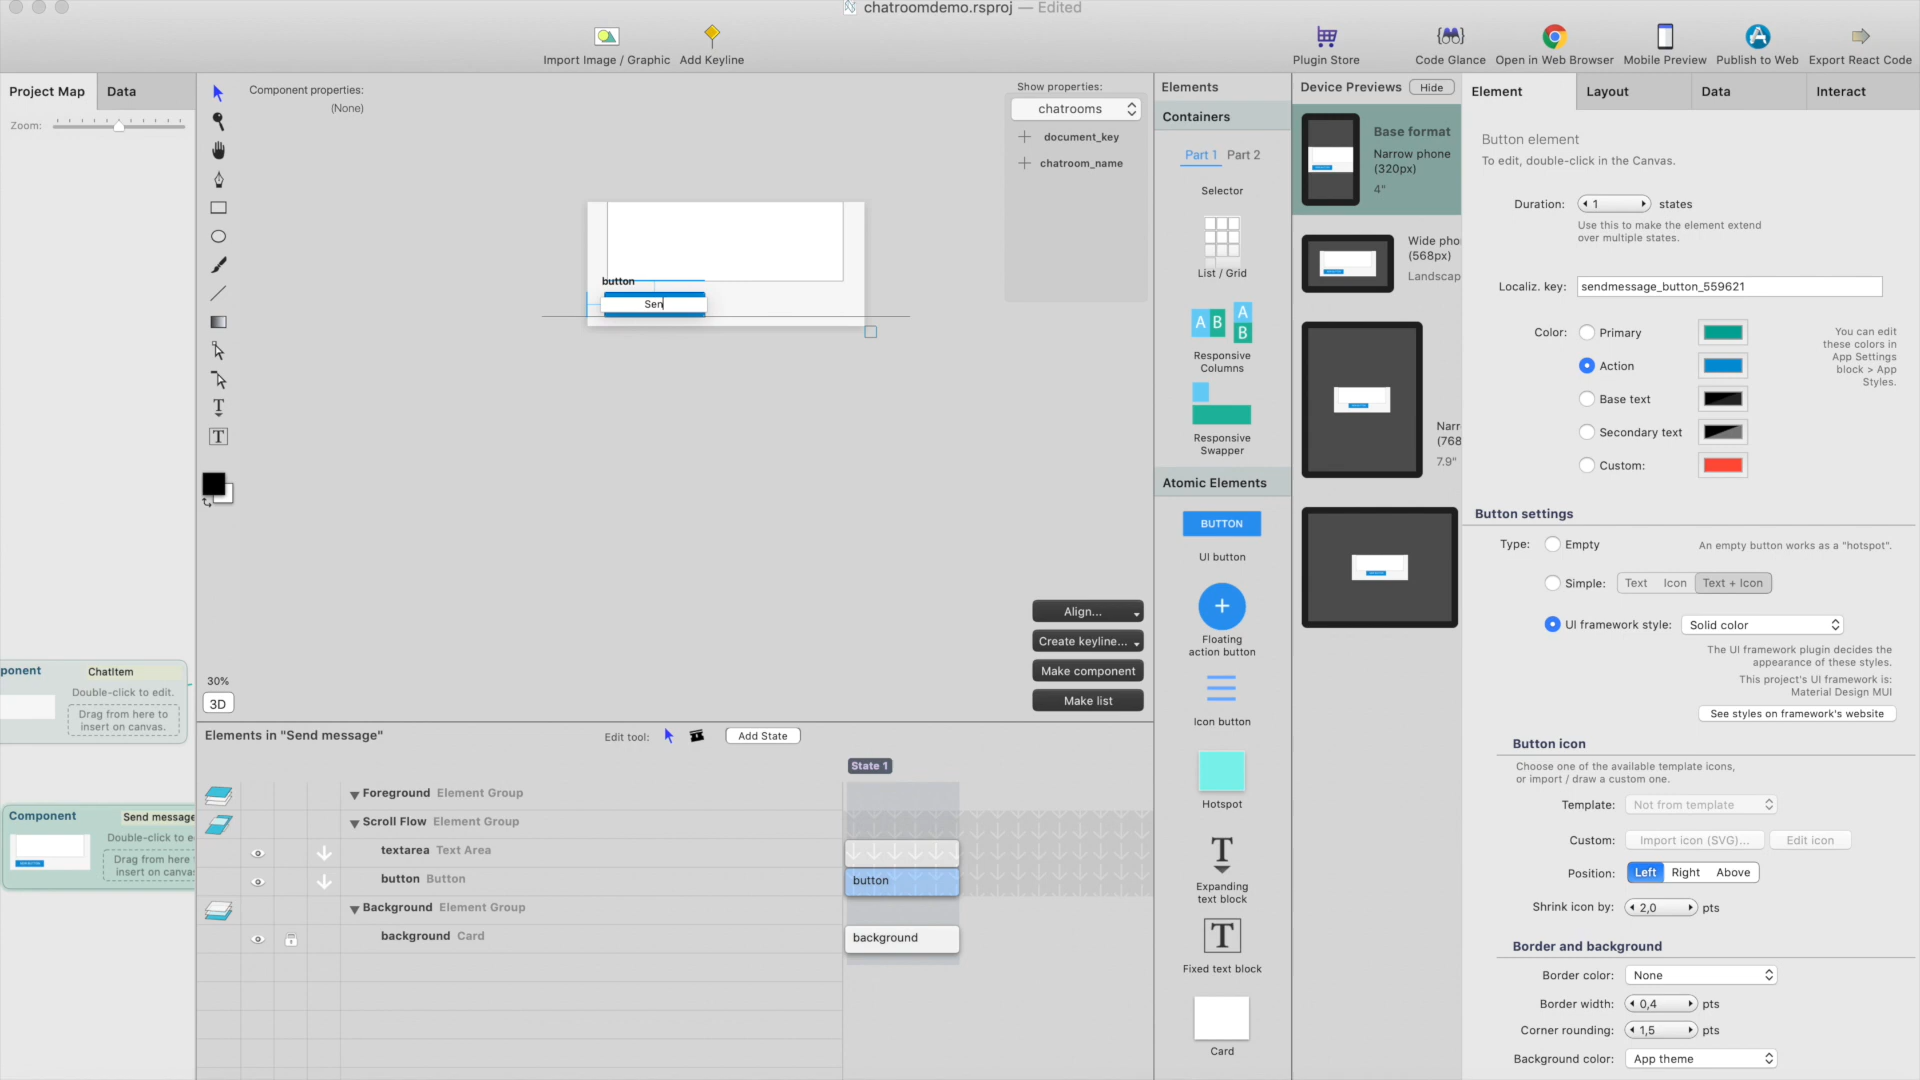 chatroomdemo.rsproj — Edited
Import Image / Graphic
Add Keyline
Plugin Store
Code Glance
Open in Web Browser
Mobile Preview
Publish to Web
Export React Code
Project Map
Data
Zoom:
Component properties:
(None)
Show properties:
chatrooms
document_key
chatroom_name
button
Sen
30%
3D
Align...
Create keyline...
Make component
Make list
ponent
ChatItem
Double-click to edit.
Drag from here to
insert on canvas.
Component
Send message
Double-click to e
Drag from here
insert on canvas
Elements in "Send message"
Edit tool:
Add State
State 1
Foreground Element Group
Scroll Flow Element Group
textarea Text Area
button Button
button
Background Element Group
background Card
background
Elements
Containers
Part 1 Part 2
Selector
List / Grid
A B
A
B
Responsive
Columns
Responsive
Swapper
Atomic Elements
BUTTON
UI button
Floating
action button
Icon button
Hotspot
T
Expanding
text block
T
Fixed text block
Card
Device Previews
Hide
Base format
Narrow phone
(320px)
4"
Wide pho
(568px)
Landscap
Narr
(768
7.9"
Element
Layout
Data
Interact
Button element
To edit, double-click in the Canvas.
Duration: 1 states
Use this to make the element extend
over multiple states.
Localiz. key: sendmessage_button_559621
Color:
Primary
Action
Base text
Secondary text
Custom:
You can edit
these colors in
App Settings
block > App
Styles.
Button settings
Type: Empty
An empty button works as a "hotspot".
Simple: Text Icon Text + Icon
UI framework style: Solid color
The UI framework plugin decides the
appearance of these styles.
This project's UI framework is:
Material Design MUI
See styles on framework's website
Button icon
Choose one of the available template icons,
or import / draw a custom one.
Template: Not from template
Custom: Import icon (SVG)... Edit icon
Position: Left Right Above
Shrink icon by: 2,0 pts
Border and background
Border color: None
Border width: 0,4 pts
Corner rounding: 1,5 pts
Background color: App theme